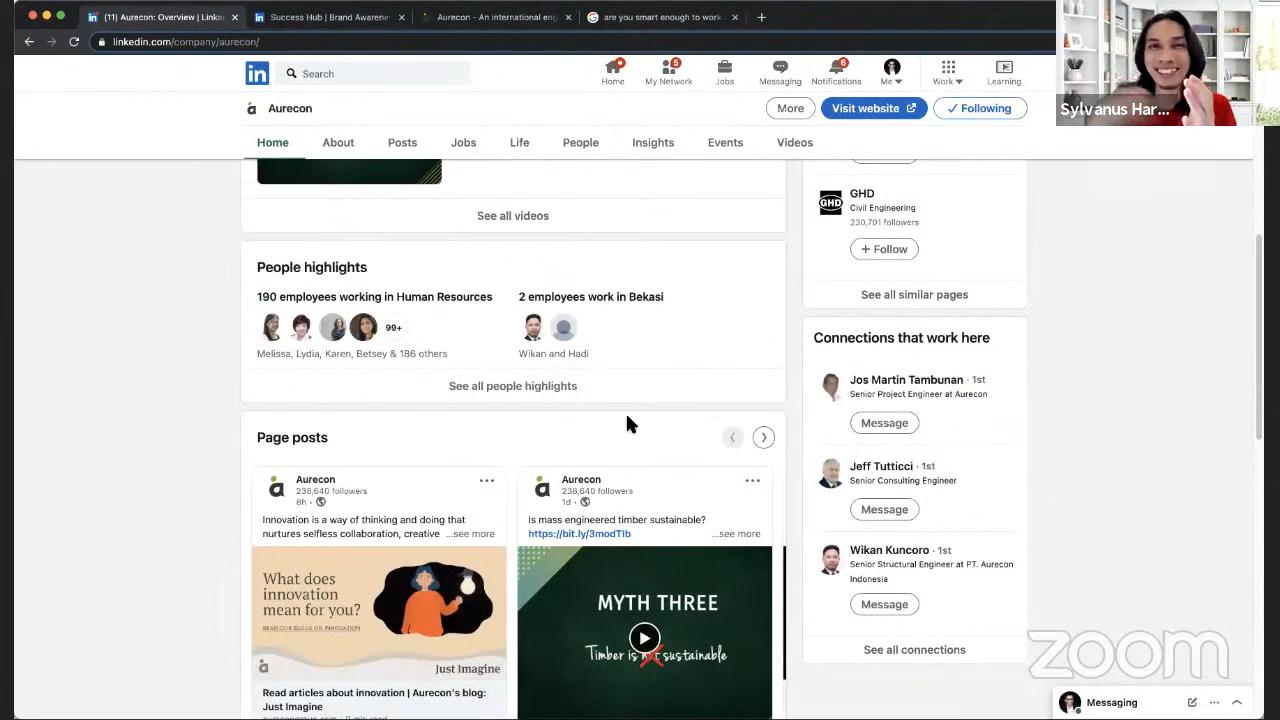 (11) Aurecon: Overview | Linke
Success Hub | Brand Awarene
Aurecon - An international eng
are you smart enough to work
linkedin.com/company/aurecon/
Sylvanus Har...
in
Search
Home
5
My Network
Jobs
Messaging
6
Notifications
Me
Work
Learning
Aurecon
More
Visit website
Following
Home
About
Posts
Jobs
Life
People
Insights
Events
Videos
See all videos
People highlights
190 employees working in Human Resources
99+
Melissa, Lydia, Karen, Betsey & 186 others
2 employees work in Bekasi
Wikan and Hadi
See all people highlights
Page posts
Aurecon
238,640 followers
8h
Innovation is a way of thinking and doing that
nurtures selfless collaboration, creative ...see more
What does
innovation
mean for you?
READ OUR BLOGS ON INNOVATION
Just Imagine
Read articles about innovation | Aurecon's blog:
Just Imagine
Aurecon
238,640 followers
1d
Is mass engineered timber sustainable?
https://bit.ly/3modTlb ...see more
MYTH THREE
Timber is not sustainable
GHD
GHD
Civil Engineering
230,701 followers
+ Follow
See all similar pages
Connections that work here
Jos Martin Tambunan · 1st
Senior Project Engineer at Aurecon
Message
Jeff Tutticci · 1st
Senior Consulting Engineer
Message
Wikan Kuncoro · 1st
Senior Structural Engineer at PT. Aurecon
Indonesia
Message
See all connections
zoom
Messaging